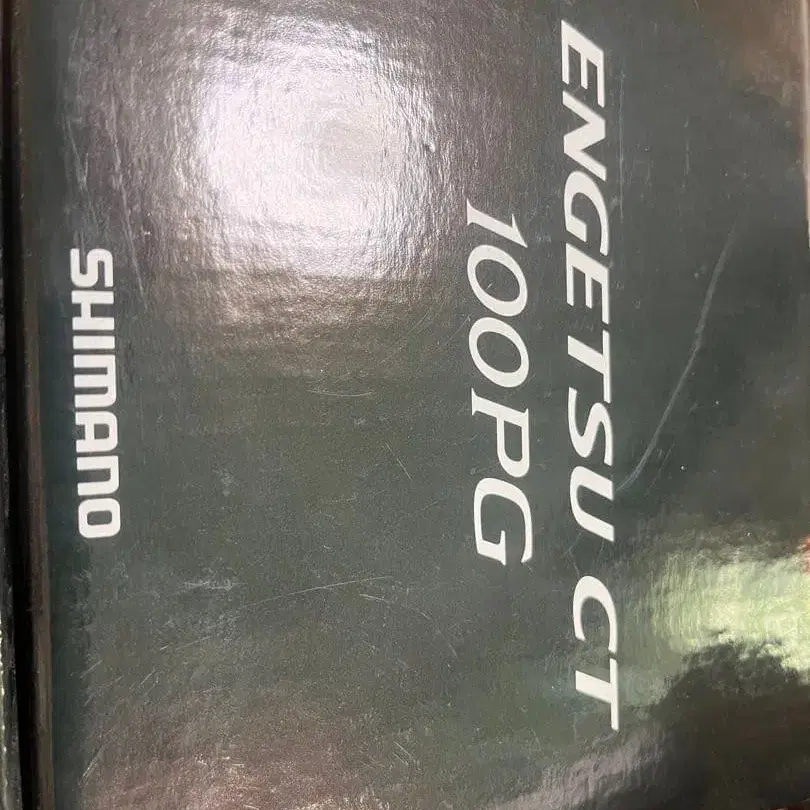 ENGETSU CT
100PG
SHIMANO